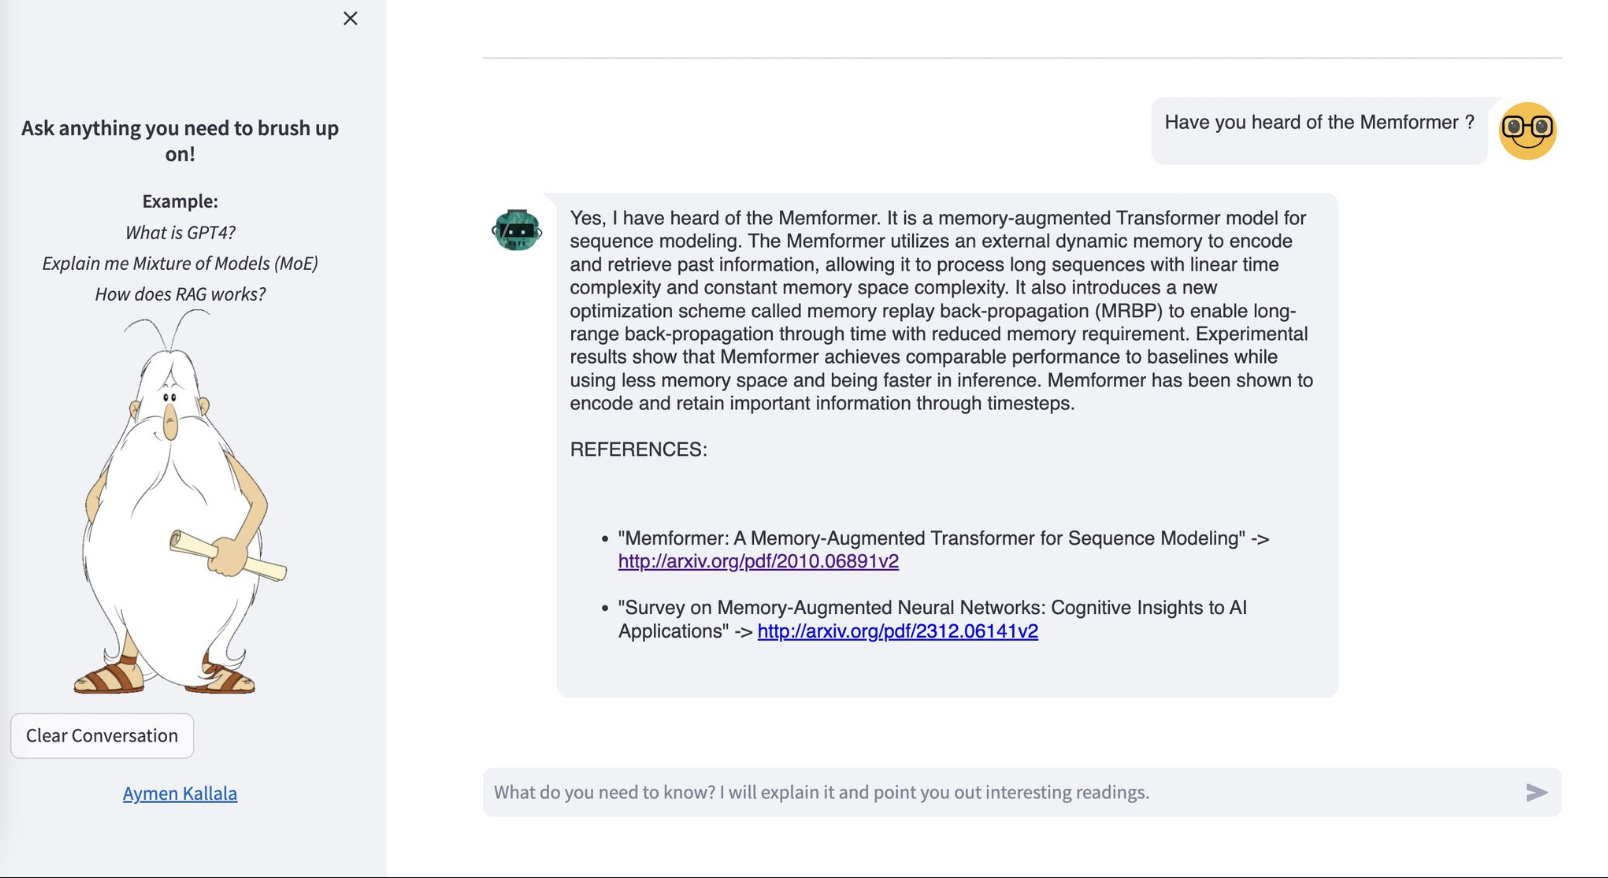 Ask anything you need to brush up
on!
Example:
What is GPT4?
Explain me Mixture of Models (MoE)
How does RAG works?
Clear Conversation
Aymen Kallala
Have you heard of the Memformer ?
Yes, I have heard of the Memformer. It is a memory-augmented Transformer model for
sequence modeling. The Memformer utilizes an external dynamic memory to encode
and retrieve past information, allowing it to process long sequences with linear time
complexity and constant memory space complexity. It also introduces a new
optimization scheme called memory replay back-propagation (MRBP) to enable long-
range back-propagation through time with reduced memory requirement. Experimental
results show that Memformer achieves comparable performance to baselines while
using less memory space and being faster in inference. Memformer has been shown to
encode and retain important information through timesteps.
REFERENCES:
• "Memformer: A Memory-Augmented Transformer for Sequence Modeling" ->
http://arxiv.org/pdf/2010.06891v2
• "Survey on Memory-Augmented Neural Networks: Cognitive Insights to AI
Applications" -> http://arxiv.org/pdf/2312.06141v2
What do you need to know? I will explain it and point you out interesting readings.